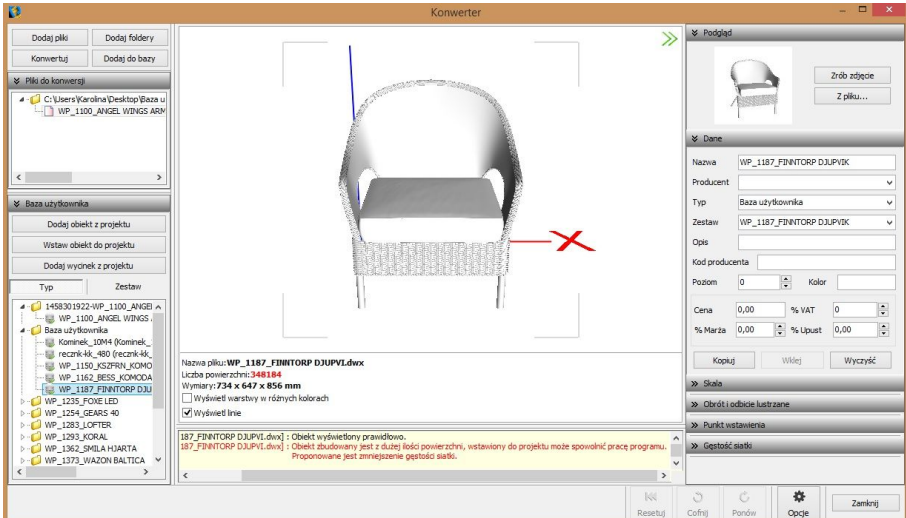 Konwerter
Dodaj pliki
Dodaj foldery
Konwertuj
Dodaj do bazy
Pliki do konwersji
C:\Users\Karolina\Desktop\Baza u
WP_1100_ANGEL WINGS ARM
Baza użytkownika
Dodaj obiekt z projektu
Wstaw obiekt do projektu
Dodaj wycinek z projektu
Typ
Zestaw
1458301922-WP_1100_ANGEI
WP_1100_ANGEL WINGS
Baza użytkownika
Kominek_10M4 (Kominek_
recznk-kk_480 (recznk-kk_
WP_1150_KSZFRN_KOMO
WP_1162_BESS_KOMODA
WP_1187_FINNTORP DJU
WP_1235_FOXE LED
WP_1254_GEARS 40
WP_1283_LOFTER
WP_1293_KORAL
WP_1362_SMILA HJARTA
WP_1373_WAZON BALTICA
Nazwa pliku:WP_1187_FINNTORP DJUPVI.dwx
Liczba powierzchni:348184
Wymiary:734 x 647 x 856 mm
Wyświetl warstwy w różnych kolorach
Wyświetl linie
187_FINNTORP DJUPVI.dwx] : Obiekt wyświetlony prawidłowo.
187_FINNTORP DJUPVI.dwx] : Obiekt zbudowany jest z dużej ilości powierzchni, wstawiony do projektu może spowolnić pracę programu.
Proponowane jest zmniejszenie gęstości siatki.
Podgląd
Zrób zdjęcie
Z pliku...
Dane
Nazwa WP_1187_FINNTORP DJUPVIK
Producent
Typ Baza użytkownika
Zestaw WP_1187_FINNTORP DJUPVIK
Opis
Kod producenta
Poziom 0 Kolor
Cena 0,00 % VAT 0
% Marża 0,00 % Upust 0,00
Kopiuj Wklej Wyczyść
Skala
Obrót i odbicie lustrzane
Punkt wstawienia
Gęstość siatki
Resetuj Cofnij Ponów Opcje Zamknij